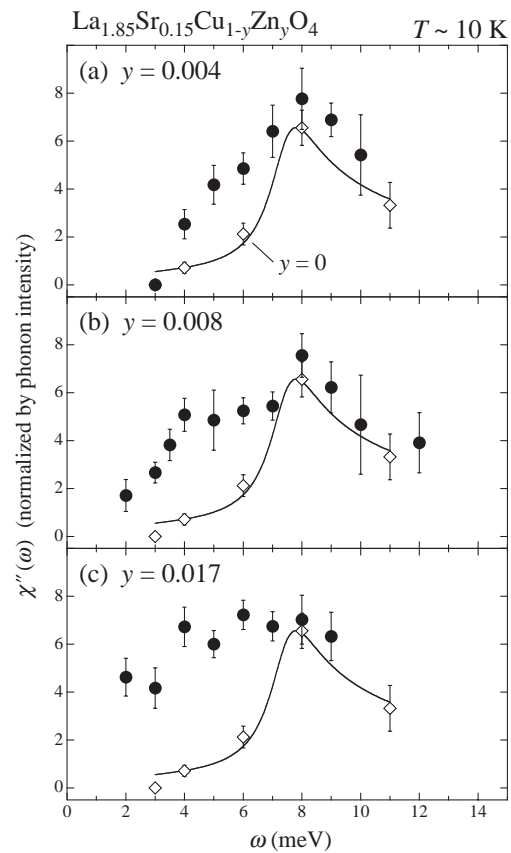 La1.85Sr0.15Cu1-yZnyO4 T ~ 10 K
(a) y = 0.004
8
6
4
2
0
y = 0
(b) y = 0.008
8
6
4
2
0
(c) y = 0.017
8
6
4
2
0
0 2 4 6 8 10 12 14
ω (meV)
χ″(ω) (normalized by phonon intensity)